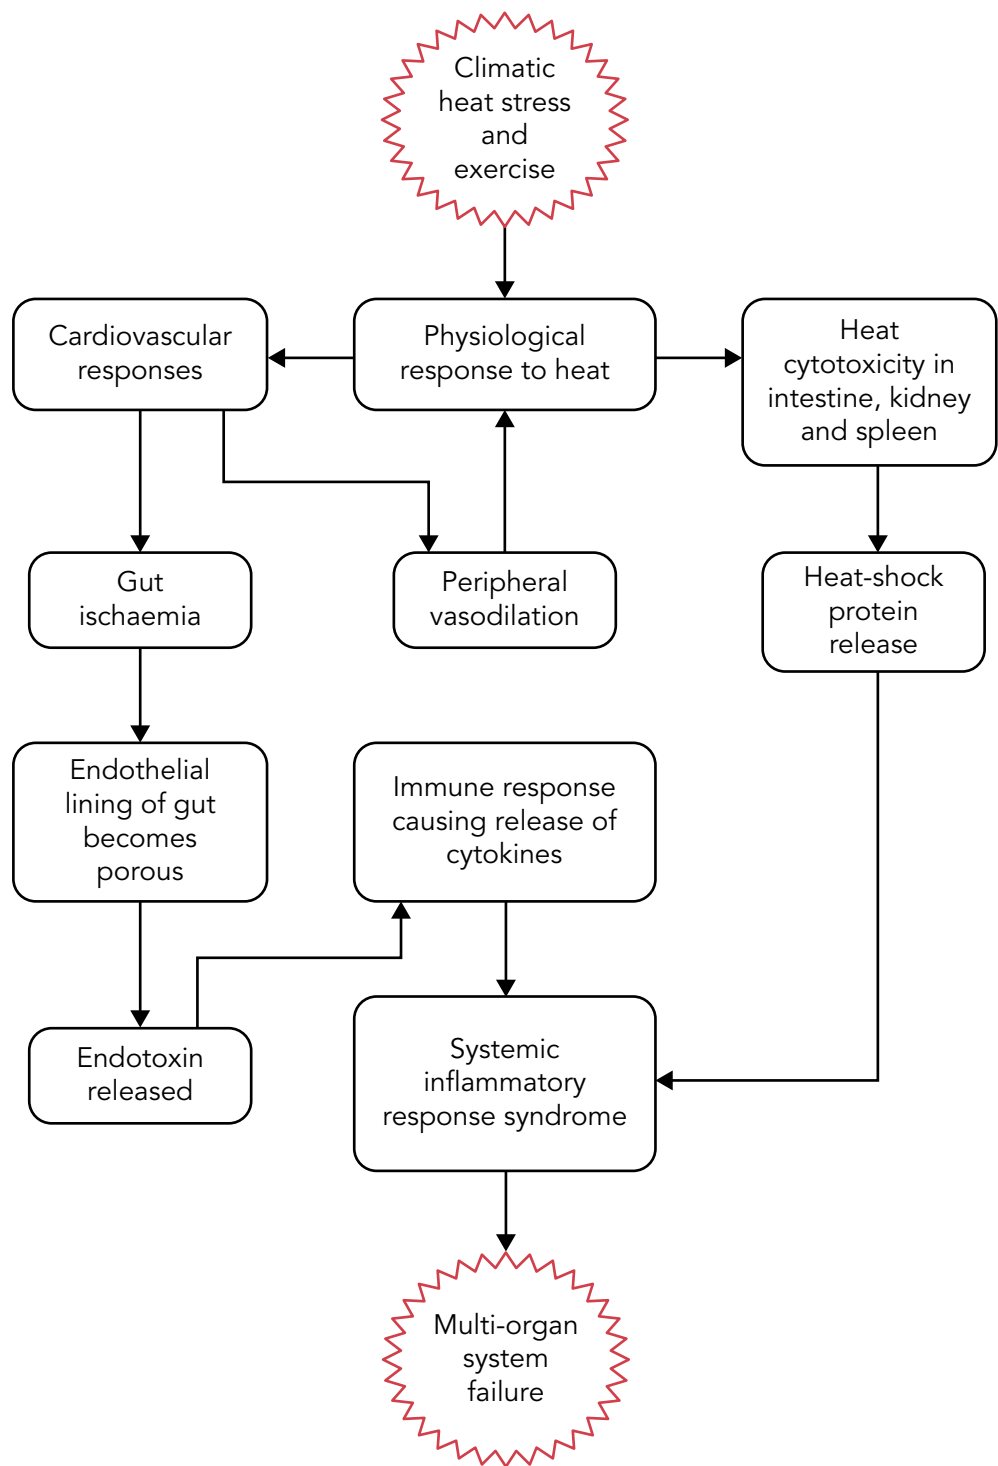 Climatic
heat stress
and
exercise
Cardiovascular
responses
Physiological
response to heat
Heat
cytotoxicity in
intestine, kidney
and spleen
Gut
ischaemia
Peripheral
vasodilation
Heat-shock
protein
release
Endothelial
lining of gut
becomes
porous
Immune response
causing release of
cytokines
Endotoxin
released
Systemic
inflammatory
response syndrome
Multi-organ
system
failure